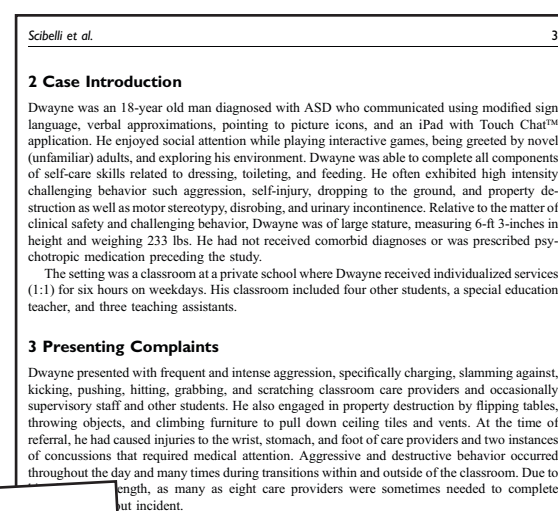 Scibelli et al. 3
2 Case Introduction
Dwayne was an 18-year old man diagnosed with ASD who communicated using modified sign
language, verbal approximations, pointing to picture icons, and an iPad with Touch Chat™
application. He enjoyed social attention while playing interactive games, being greeted by novel
(unfamiliar) adults, and exploring his environment. Dwayne was able to complete all components
of self-care skills related to dressing, toileting, and feeding. He often exhibited high intensity
challenging behavior such aggression, self-injury, dropping to the ground, and property de-
struction as well as motor stereotypy, disrobing, and urinary incontinence. Relative to the matter of
clinical safety and challenging behavior, Dwayne was of large stature, measuring 6-ft 3-inches in
height and weighing 233 lbs. He had not received comorbid diagnoses or was prescribed psy-
chotropic medication preceding the study.
The setting was a classroom at a private school where Dwayne received individualized services
(1:1) for six hours on weekdays. His classroom included four other students, a special education
teacher, and three teaching assistants.
3 Presenting Complaints
Dwayne presented with frequent and intense aggression, specifically charging, slamming against,
kicking, pushing, hitting, grabbing, and scratching classroom care providers and occasionally
supervisory staff and other students. He also engaged in property destruction by flipping tables,
throwing objects, and climbing furniture to pull down ceiling tiles and vents. At the time of
referral, he had caused injuries to the wrist, stomach, and foot of care providers and two instances
of concussions that required medical attention. Aggressive and destructive behavior occurred
throughout the day and many times during transitions within and outside of the classroom. Due to
as many as eight care providers were sometimes needed to complete
incident.